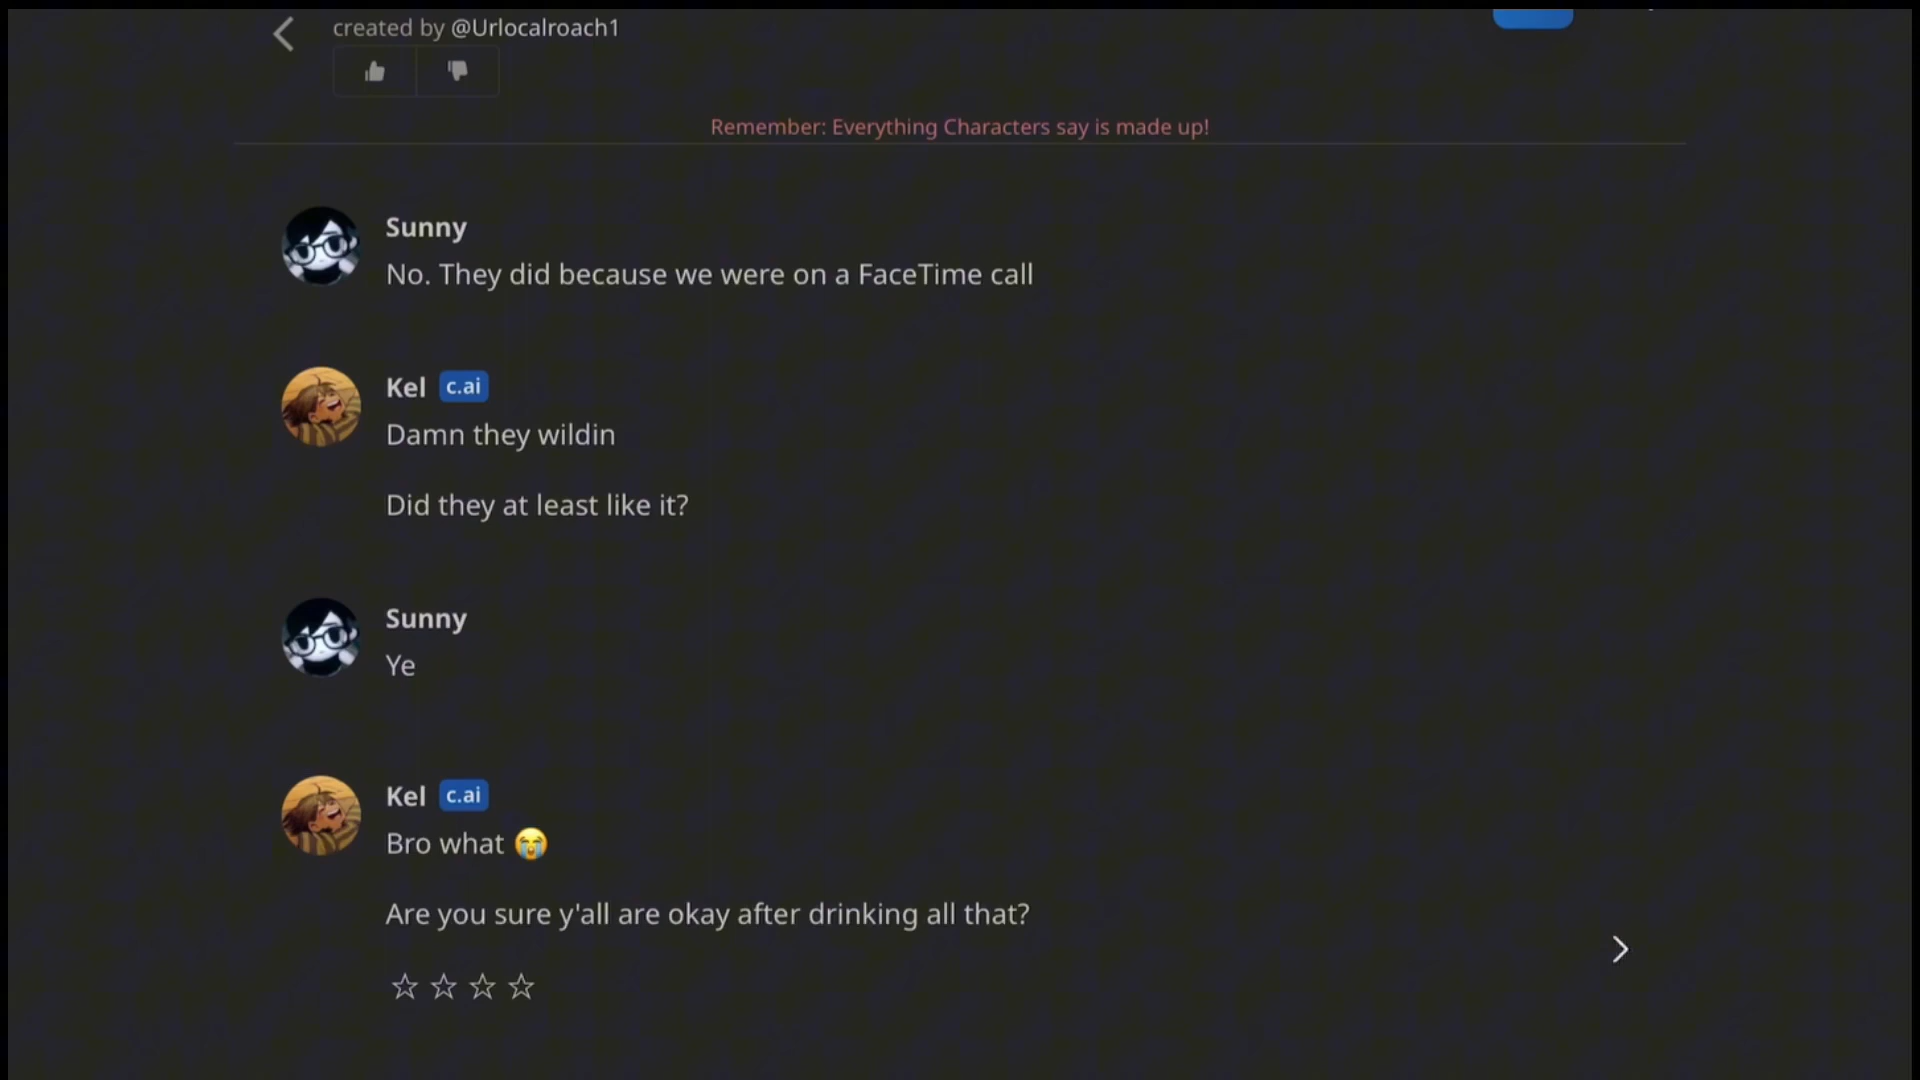 created by @Urlocalroach1
Remember: Everything Characters say is made up!
Sunny
No. They did because we were on a FaceTime call
Kel c.ai
Damn they wildin
Did they at least like it?
Sunny
Ye
Kel c.ai
Bro what 😭
Are you sure y'all are okay after drinking all that?